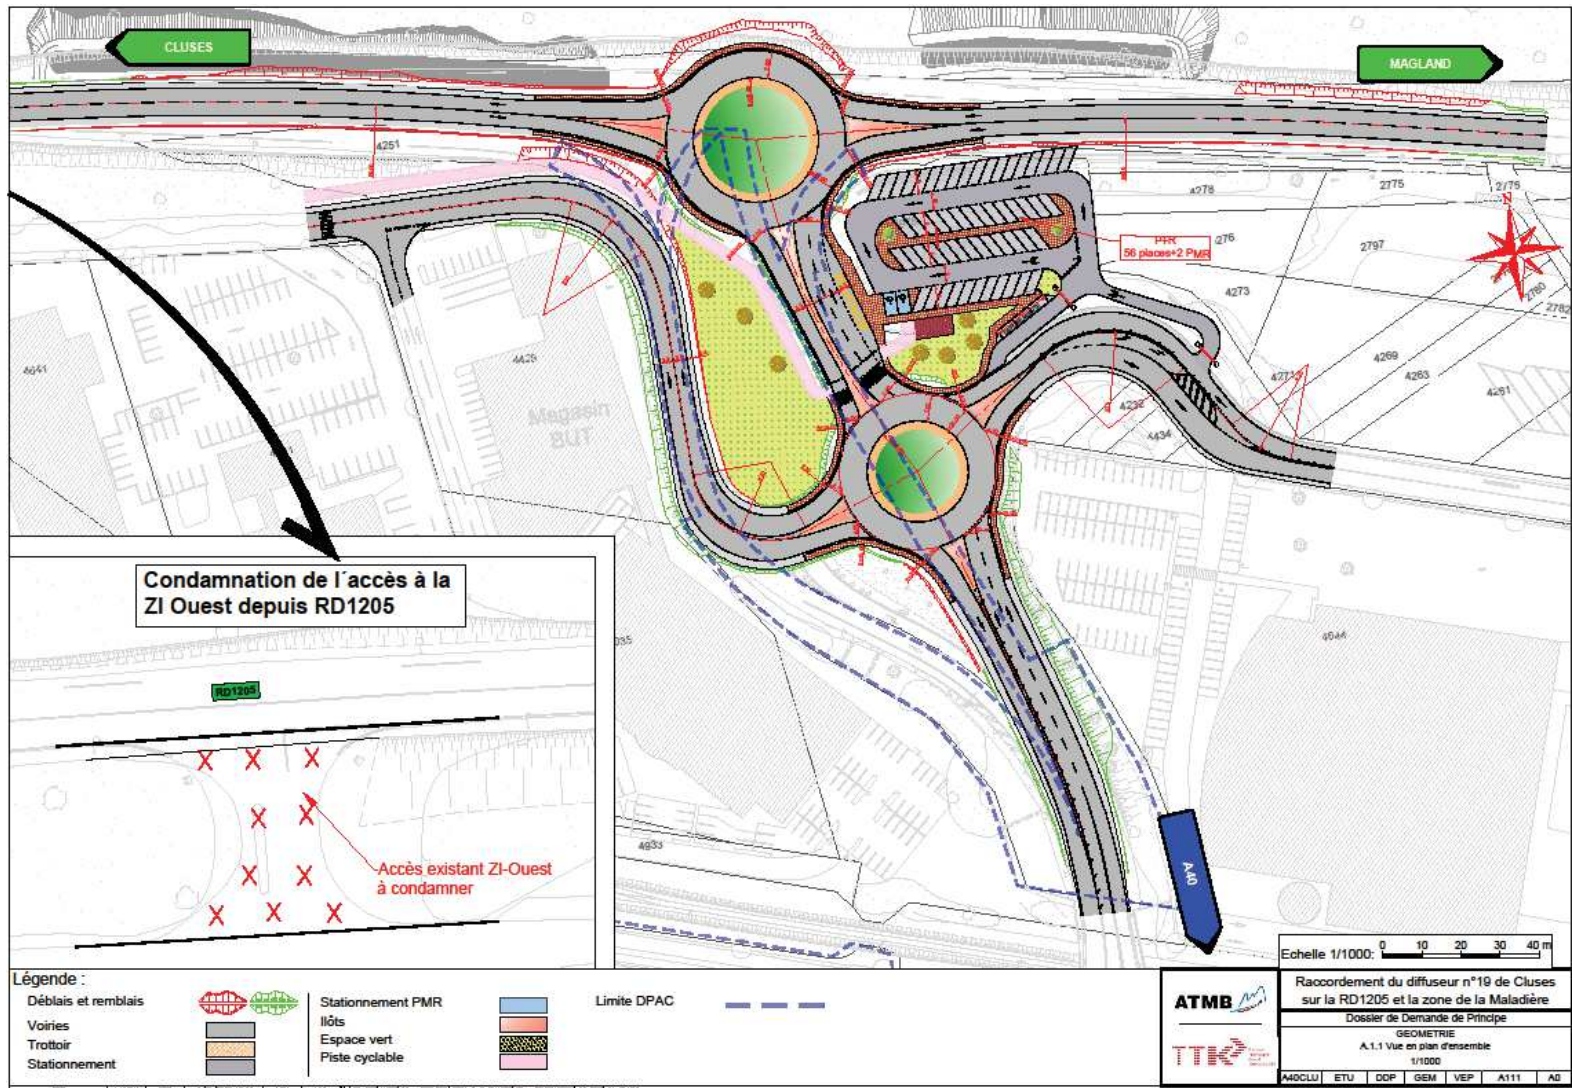 CLUSES
MAGLAND
4251
4278
2775
2775
N
P+R
56 places+2 PMR
4276
2797
4273
2780
2782
4641
4429
Magasin
BUT
4269
4263
4271
4261
4232
4434
4644
4933
A40
Condamnation de l´accès à la
ZI Ouest depuis RD1205
RD1205
Accès existant ZI-Ouest
à condamner
Echelle 1/1000: 0 10 20 30 40 m
Légende :
Déblais et remblais
Voiries
Trottoir
Stationnement
Stationnement PMR
Ilôts
Espace vert
Piste cyclable
Limite DPAC
ATMB
TTK
Raccordement du diffuseur n°19 de Cluses
sur la RD1205 et la zone de la Maladière
Dossier de Demande de Principe
GEOMETRIE
A.1.1 Vue en plan d'ensemble
1/1000
A40CLU ETU DDP GEM VEP A111 A0